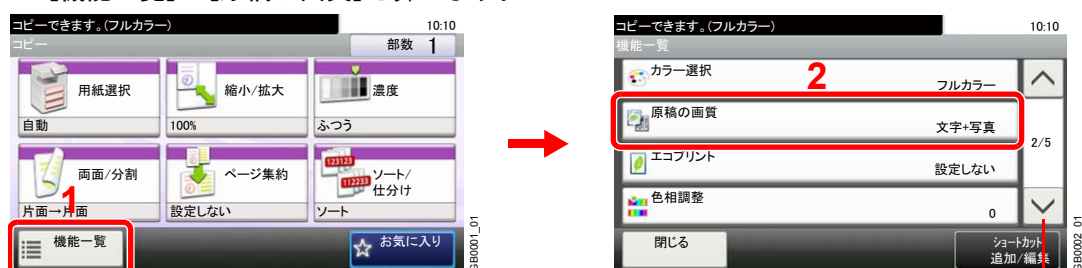 コピーできます。(フルカラー)
10:10
コピー
部数 1
用紙選択
自動
縮小/拡大
100%
濃度
ふつう
両面/分割
片面→片面
ページ集約
設定しない
ソート/
仕分け
ソート
1
機能一覧
お気に入り
GB0001_01
コピーできます。(フルカラー)
10:10
機能一覧
カラー選択
フルカラー
2
原稿の画質
文字+写真
2/5
エコプリント
設定しない
色相調整
0
閉じる
ショートカット
追加/編集
GB0002_01